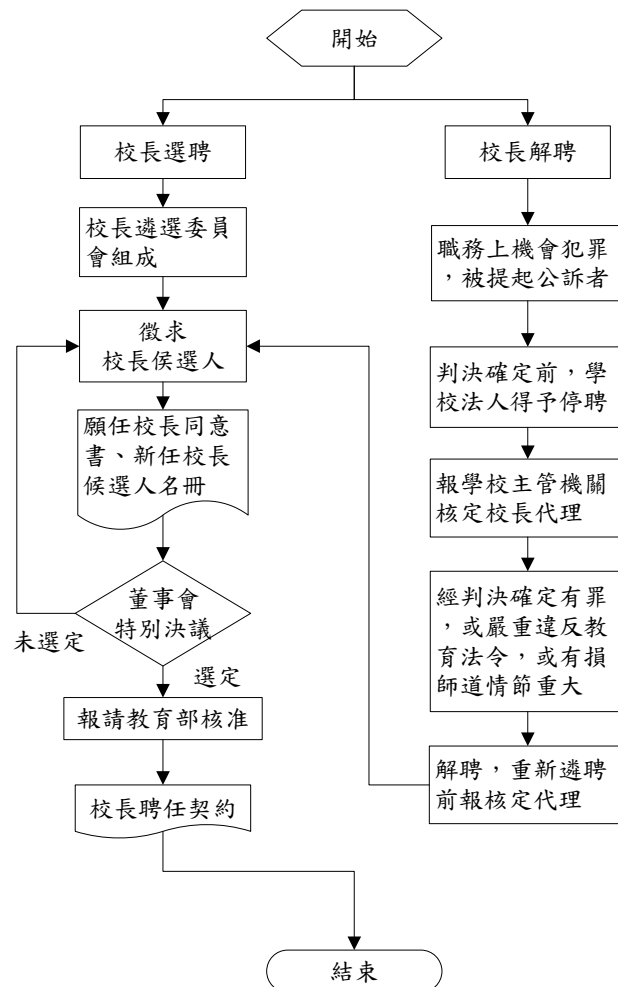 開始
校長選聘
校長遴選委員
會組成
徵求
校長侯選人
願任校長同意
書、新任校長
候選人名冊
董事會
特別決議
未選定
選定
報請教育部核准
校長聘任契約
校長解聘
職務上機會犯罪
，被提起公訴者
判決確定前，學
校法人得予停聘
報學校主管機關
核定校長代理
經判決確定有罪
，或嚴重違反教
育法令，或有損
師道情節重大
解聘，重新遴聘
前報核定代理
結束